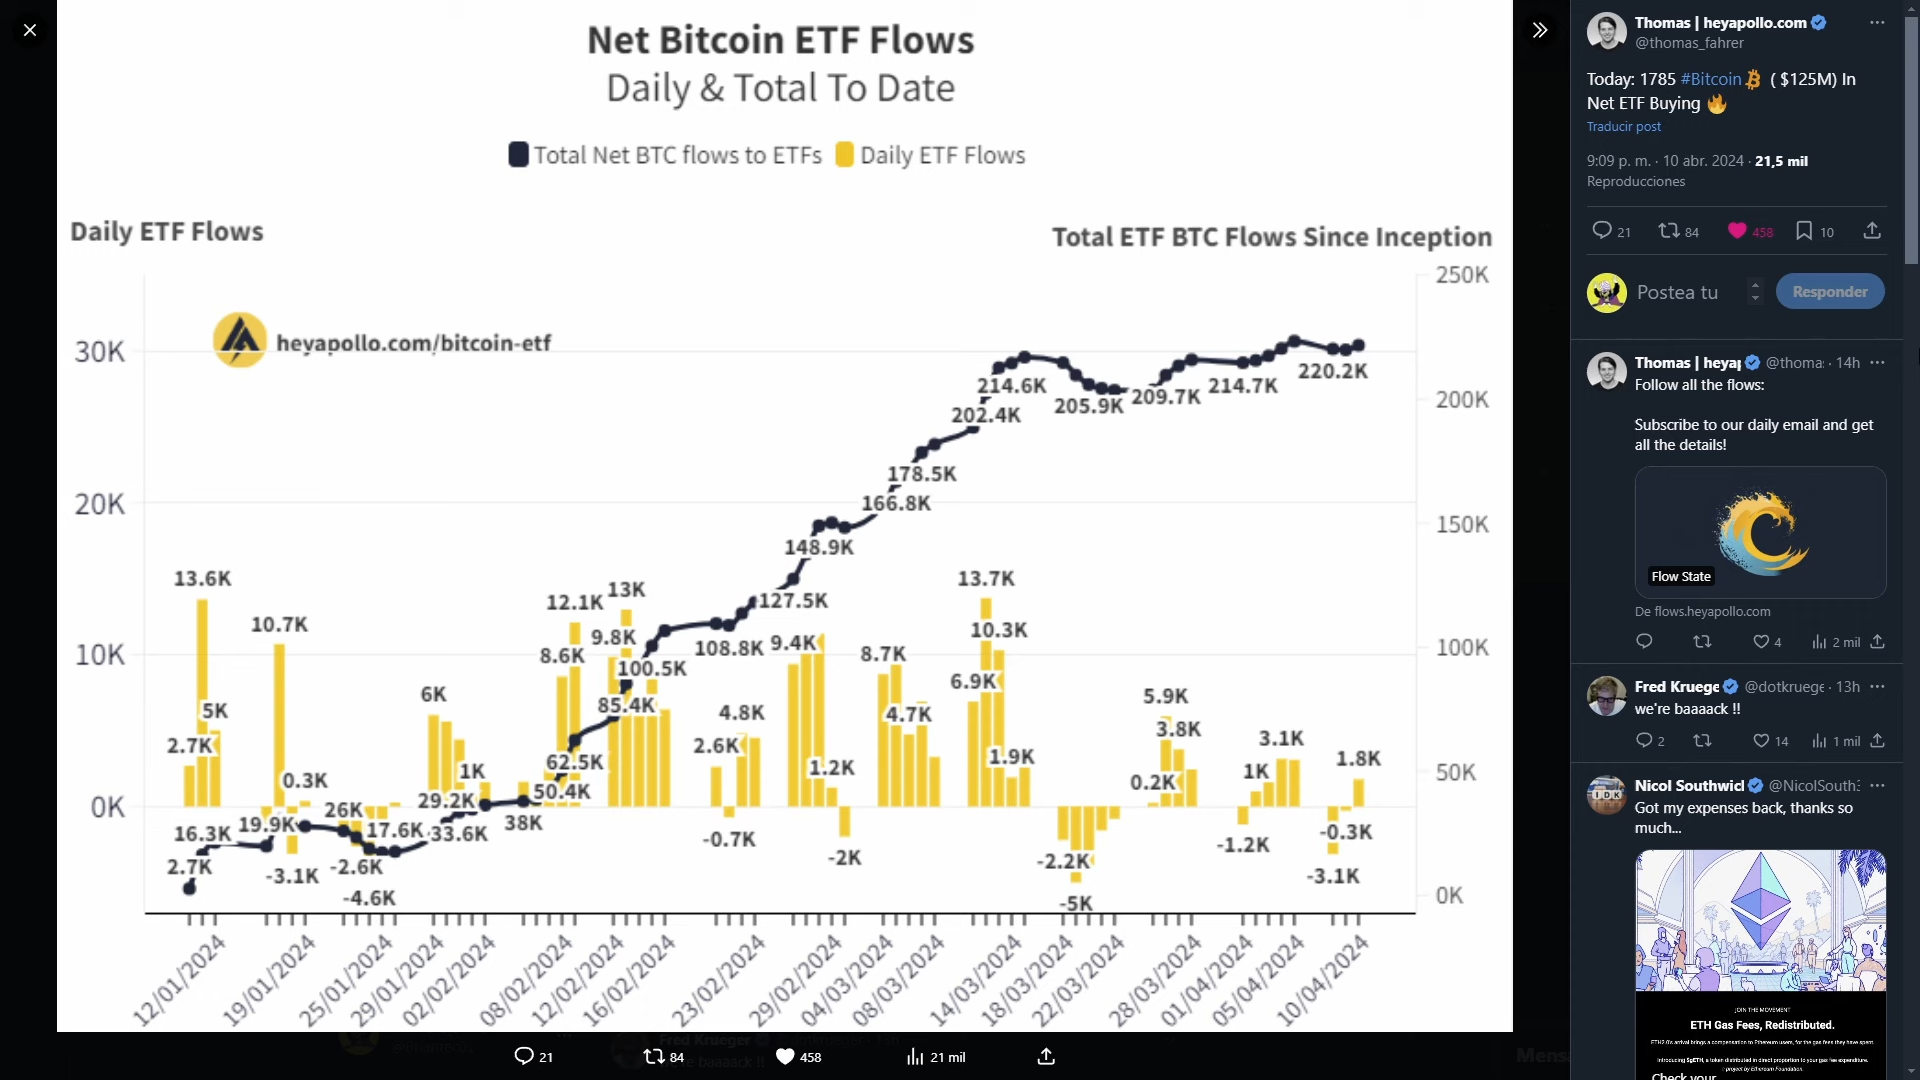 Net Bitcoin ETF Flows
Daily & Total To Date
Total Net BTC flows to ETFs
Daily ETF Flows
Daily ETF Flows
Total ETF BTC Flows Since Inception
heyapollo.com/bitcoin-etf
30K
20K
10K
0K
250K
200K
150K
100K
50K
0K
2.7K
13.6K
5K
10.7K
0.3K
-3.1K
-2.6K
-4.6K
6K
1K
8.6K
12.1K
9.8K
13K
2.6K
-0.7K
4.8K
9.4K
1.2K
-2K
8.7K
4.7K
6.9K
13.7K
10.3K
1.9K
-2.2K
-5K
0.2K
5.9K
3.8K
-1.2K
1K
3.1K
-3.1K
-0.3K
1.8K
2.7K
16.3K
19.9K
26K
17.6K
29.2K
33.6K
38K
50.4K
62.5K
85.4K
100.5K
108.8K
127.5K
148.9K
166.8K
178.5K
202.4K
214.6K
205.9K
209.7K
214.7K
220.2K
12/01/2024
19/01/2024
25/01/2024
29/01/2024
02/02/2024
08/02/2024
12/02/2024
16/02/2024
23/02/2024
29/02/2024
04/03/2024
08/03/2024
14/03/2024
18/03/2024
22/03/2024
28/03/2024
01/04/2024
05/04/2024
10/04/2024
21
84
458
21 mil
Thomas | heyapollo.com
@thomas_fahrer
Today: 1785 #Bitcoin ( $125M) In
Net ETF Buying
Traducir post
9:09 p. m. · 10 abr. 2024 · 21,5 mil
Reproducciones
21
84
458
10
Postea tu
Responder
Thomas | heyap @thoma: · 14h
Follow all the flows:
Subscribe to our daily email and get
all the details!
Flow State
De flows.heyapollo.com
4
2 mil
Fred Kruege @dotkruege · 13h
we're baaaack !!
2
14
1 mil
Nicol Southwicl @NicolSouth
Got my expenses back, thanks so
much...
IDK
JOIN THE MOVEMENT
ETH Gas Fees, Redistributed.
Check your